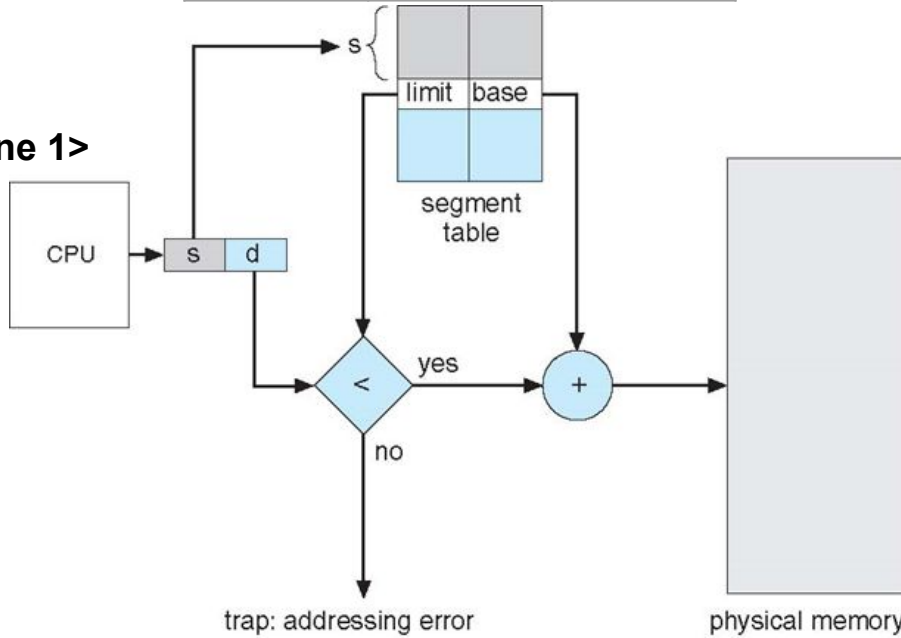 s
limit base
ne 1>
segment
table
CPU
s d
yes
<
+
no
trap: addressing error
physical memory